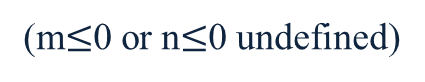 (m≤0 or n≤0 undefined)